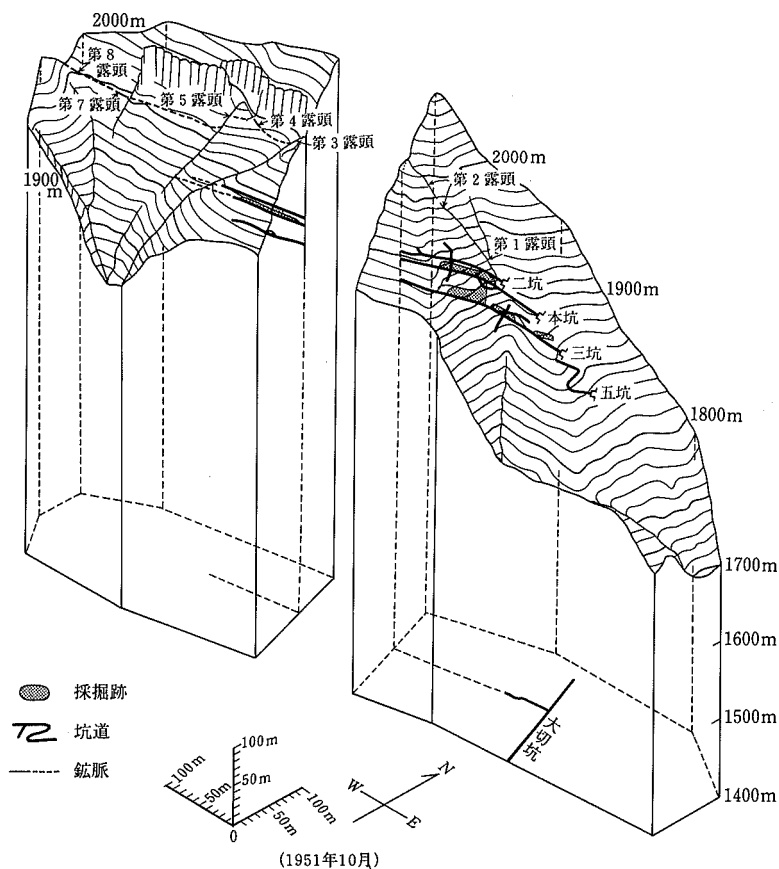 2000m
第8
露頭
第5露頭
第7露頭
第4露頭
第3露頭
1900
m
2000m
第2露頭
第1露頭
二坑
1900m
本坑
三坑
五坑
1800m
1700m
1600m
1500m
1400m
大切坑
採掘跡
坑道
鉱脈
100m
50m
0
100m
50m
50m
100m
N
W
E
(1951年10月)